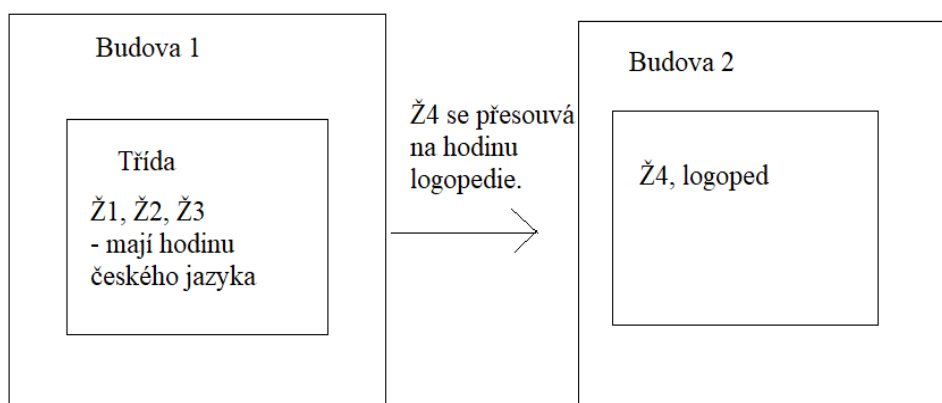 Budova 1
Třída
Ž1, Ž2, Ž3
- mají hodinu
českého jazyka
Ž4 se přesouvá
na hodinu
logopedie.
Budova 2
Ž4, logoped